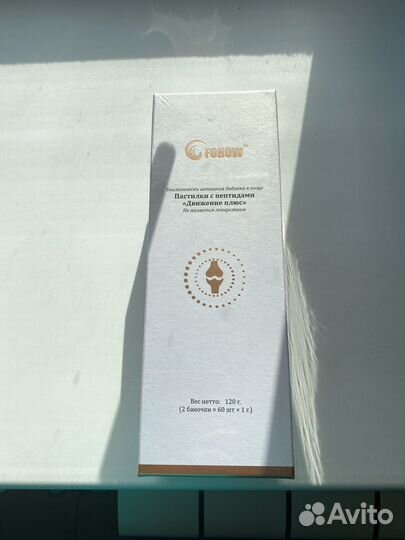 FOHOW
Биологически активная добавка к пище
Пастилки с пептидами
«Движение плюс»
Не является лекарством
Вес нетто: 120 г.
(2 баночки × 60 шт × 1 г.)
Avito